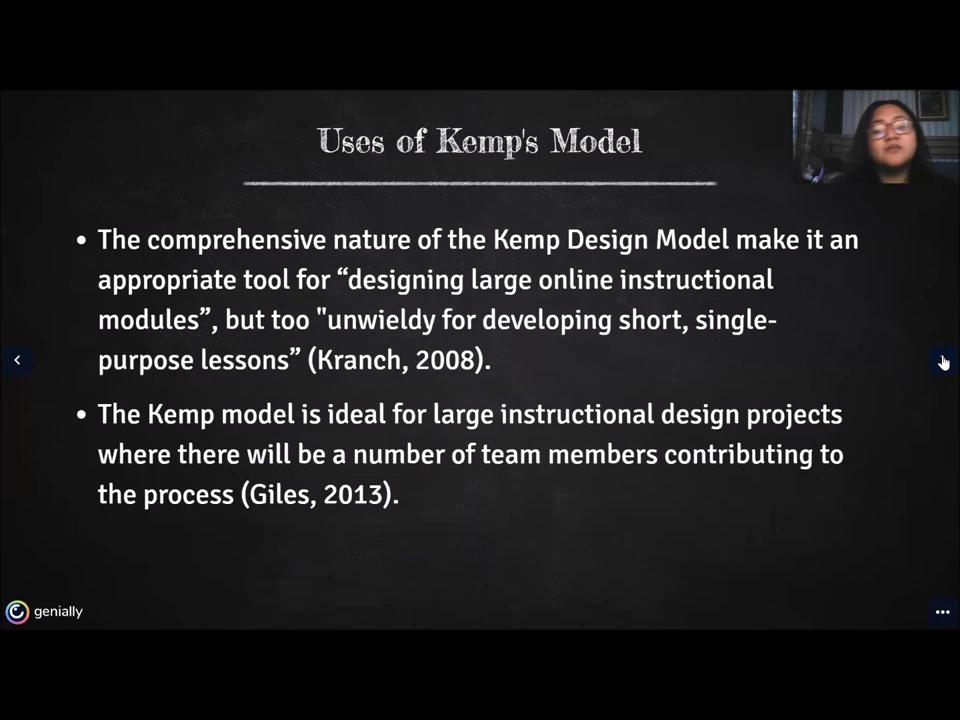 Uses of Kemp's Model
• The comprehensive nature of the Kemp Design Model make it an
appropriate tool for “designing large online instructional
modules”, but too "unwieldy for developing short, single-
purpose lessons” (Kranch, 2008).
• The Kemp model is ideal for large instructional design projects
where there will be a number of team members contributing to
the process (Giles, 2013).
genially